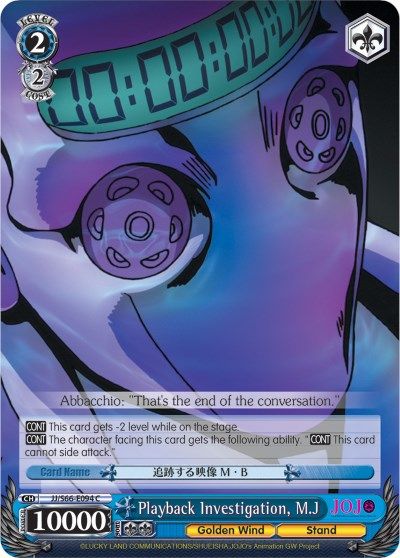 LEVEL
2
2
COST
00:00:00:00
Abbacchio: "That's the end of the conversation."
CONT This card gets -2 level while on the stage.
CONT The character facing this card gets the following ability. "CONT This card
cannot side attack."
Card Name 追跡する映像 M・B
CH JJ/S66-E094 C Playback Investigation, M.J JOJO
10000 Golden Wind Stand
©LUCKY LAND COMMUNICATIONS/SHUEISHA JOJO's Animation GW Project